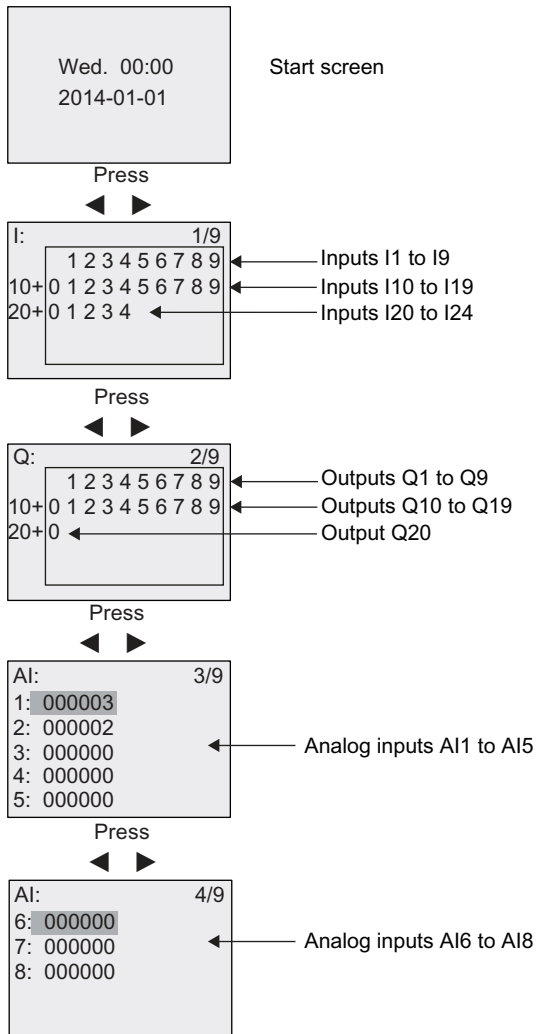 Wed. 00:00 Start screen
2014-01-01
Press
I: 1/9
1 2 3 4 5 6 7 8 9 Inputs I1 to I9
10+ 0 1 2 3 4 5 6 7 8 9 Inputs I10 to I19
20+ 0 1 2 3 4 Inputs I20 to I24
Press
Q: 2/9
1 2 3 4 5 6 7 8 9 Outputs Q1 to Q9
10+ 0 1 2 3 4 5 6 7 8 9 Outputs Q10 to Q19
20+ 0 Output Q20
Press
AI: 3/9
1: 000003
2: 000002
3: 000000 Analog inputs AI1 to AI5
4: 000000
5: 000000
Press
AI: 4/9
6: 000000
7: 000000 Analog inputs AI6 to AI8
8: 000000